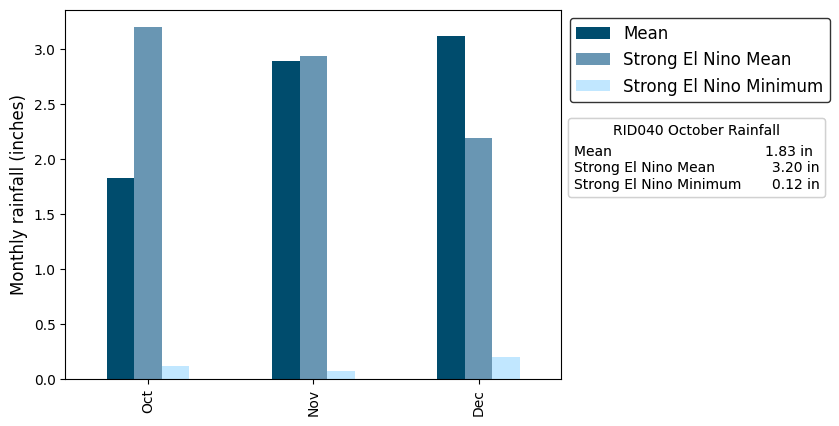 Monthly rainfall (inches)
3.0
2.5
2.0
1.5
1.0
0.5
0.0
Oct
Nov
Dec
Mean
Strong El Nino Mean
Strong El Nino Minimum
RID040 October Rainfall
Mean 1.83 in
Strong El Nino Mean 3.20 in
Strong El Nino Minimum 0.12 in